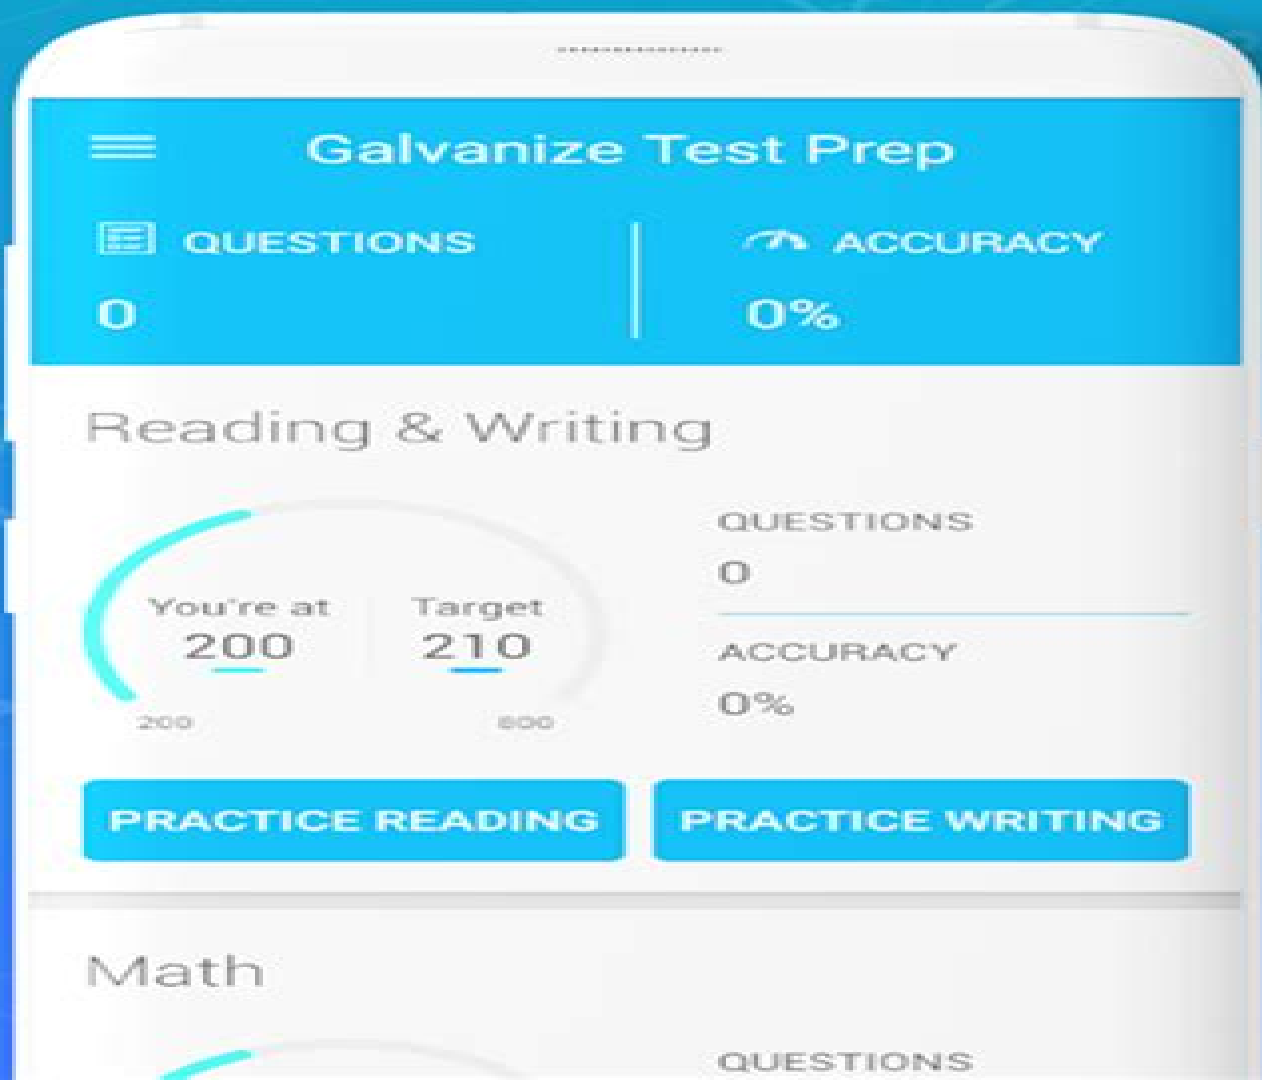 Galvanize Test Prep
QUESTIONS
ACCURACY
0
0%
Reading & Writing
You're at
200
Target
210
200
800
QUESTIONS
0
ACCURACY
0%
PRACTICE READING
PRACTICE WRITING
Math
QUESTIONS